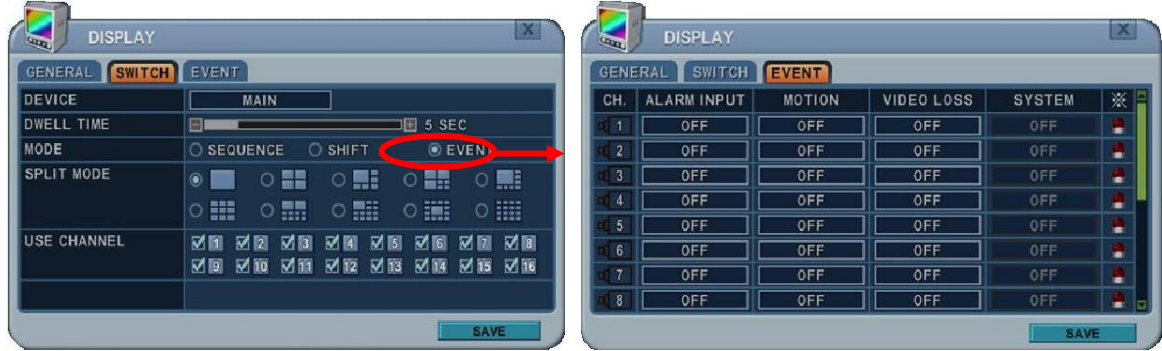 DISPLAY
X
GENERAL SWITCH EVENT
DEVICE MAIN
DWELL TIME 5 SEC
MODE SEQUENCE SHIFT EVENT
SPLIT MODE
USE CHANNEL 1 2 3 4 5 6 7 8
9 10 11 12 13 14 15 16
SAVE
DISPLAY
X
GENERAL SWITCH EVENT
CH. ALARM INPUT MOTION VIDEO LOSS SYSTEM ※
1 OFF OFF OFF OFF
2 OFF OFF OFF OFF
3 OFF OFF OFF OFF
4 OFF OFF OFF OFF
5 OFF OFF OFF OFF
6 OFF OFF OFF OFF
7 OFF OFF OFF OFF
8 OFF OFF OFF OFF
SAVE